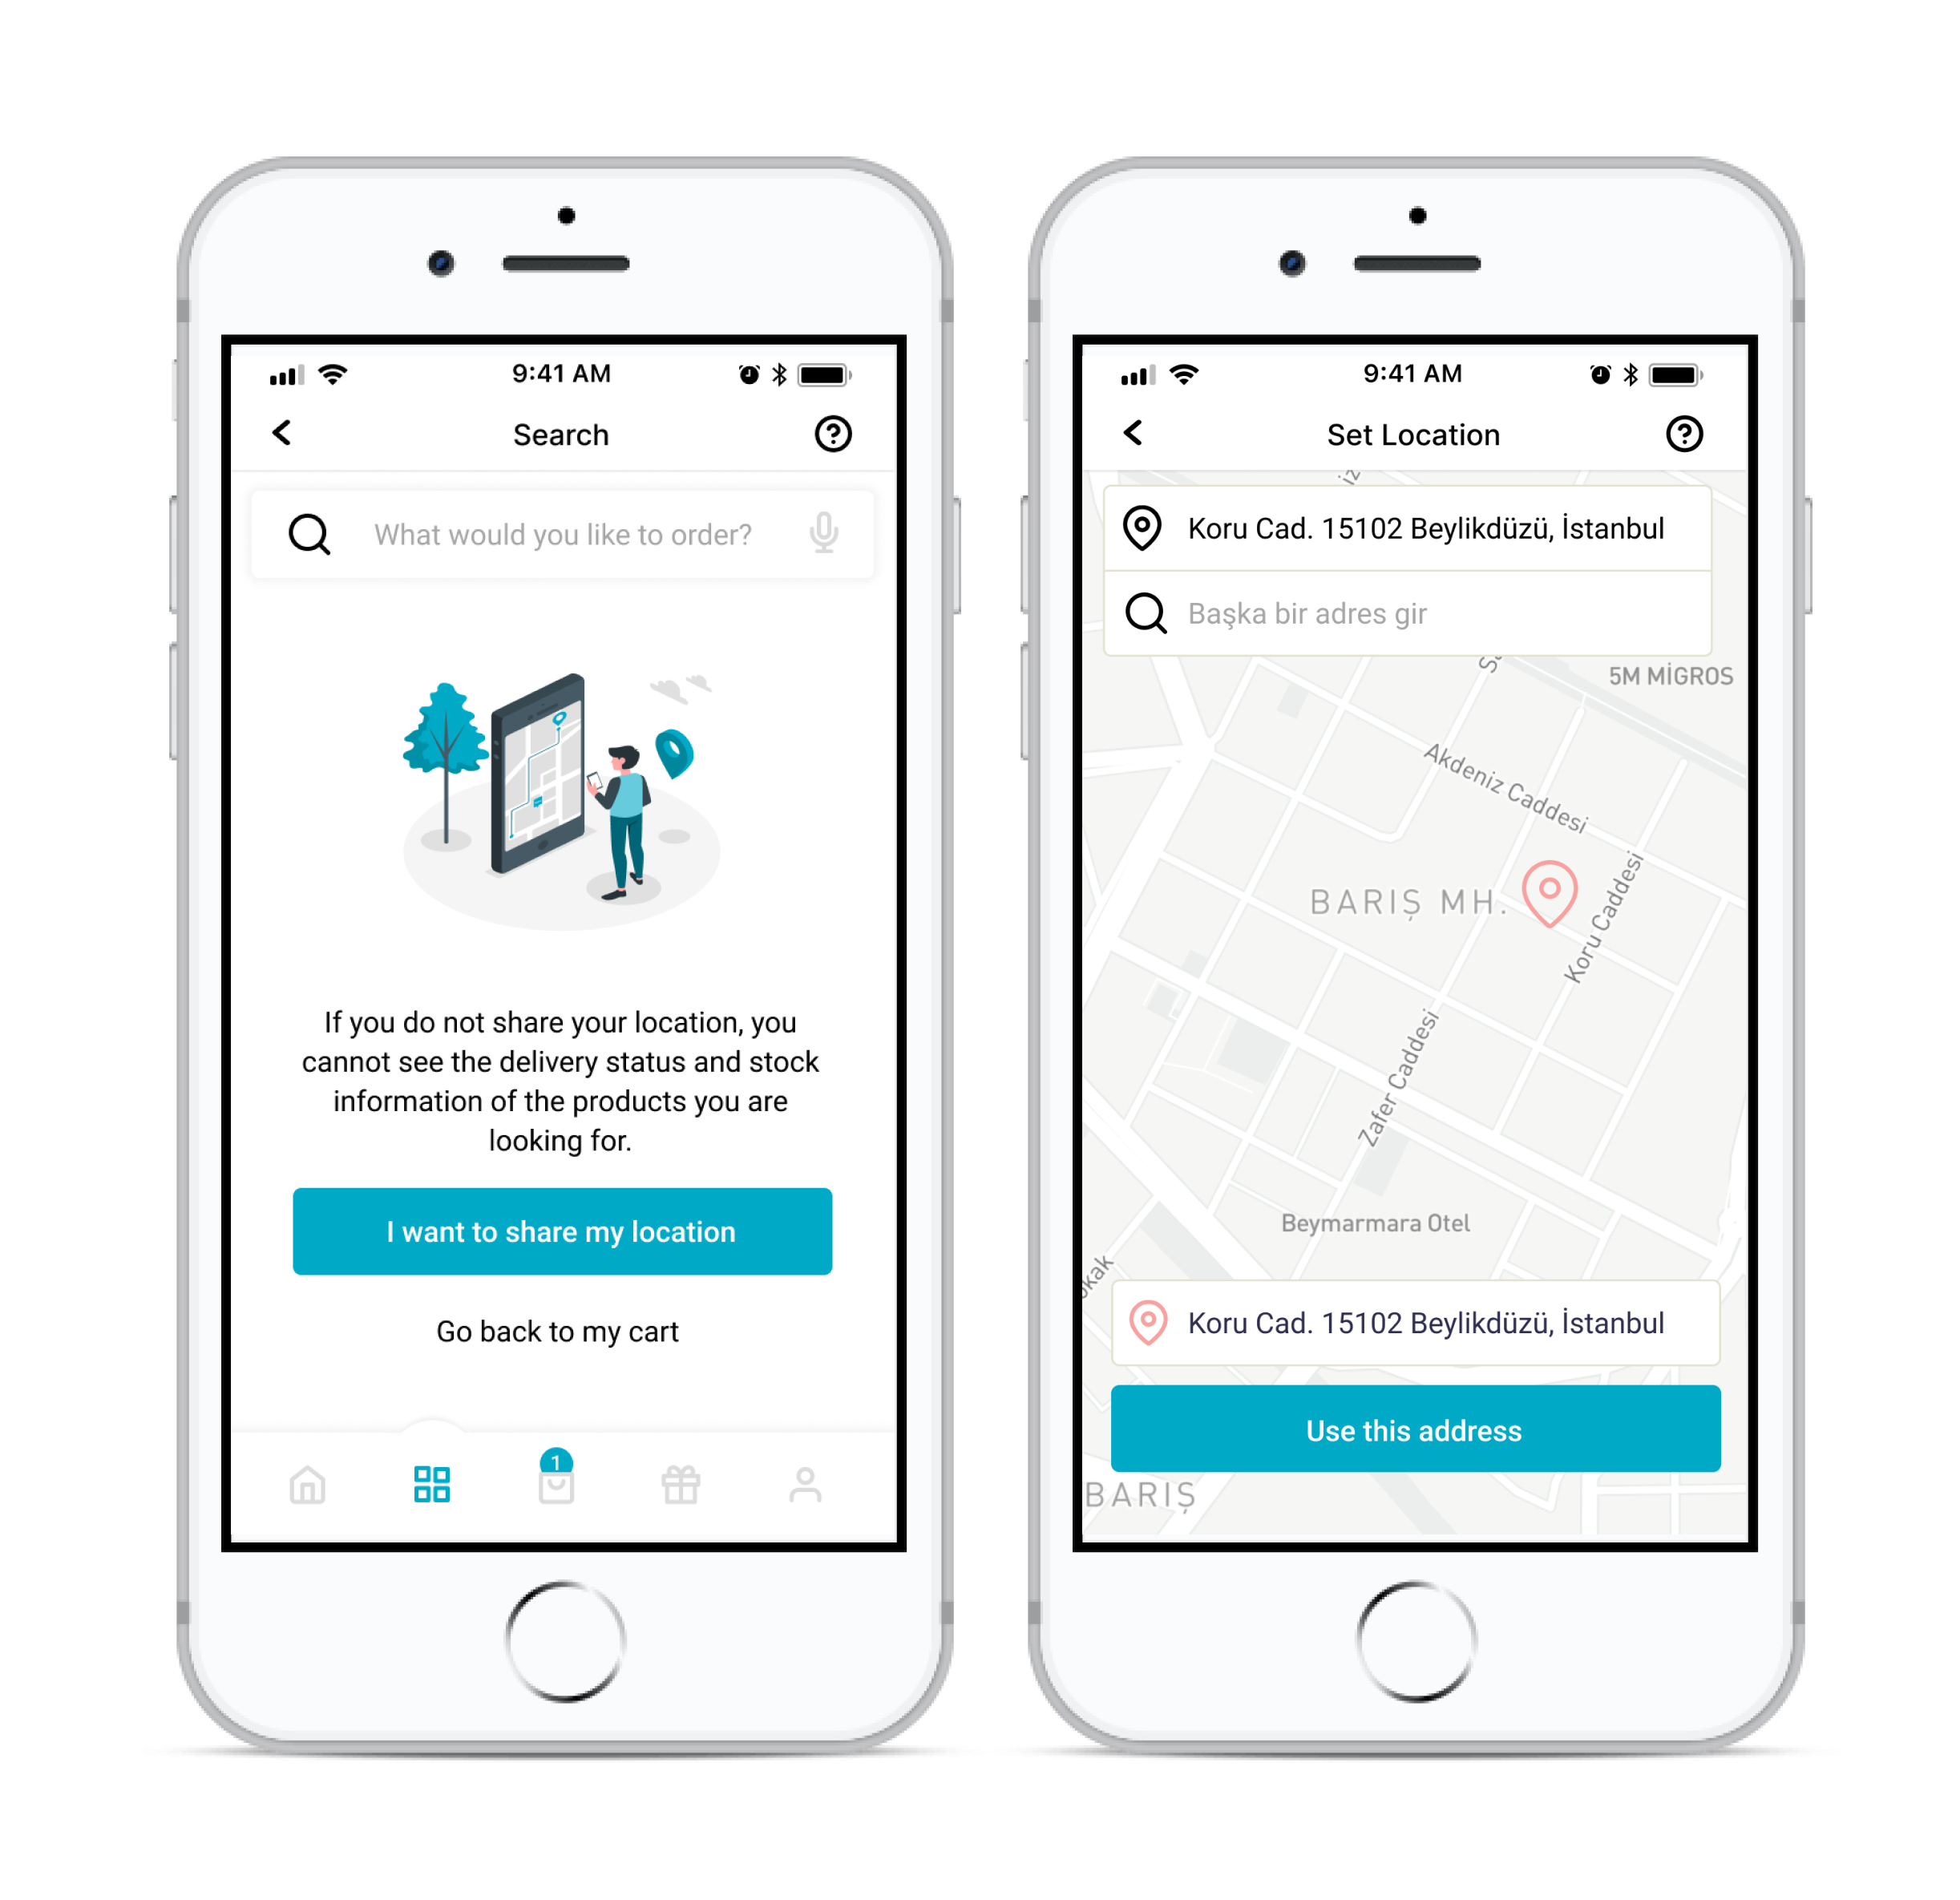 9:41 AM
Search
What would you like to order?
If you do not share your location, you
cannot see the delivery status and stock
information of the products you are
looking for.
I want to share my location
Go back to my cart
1
9:41 AM
Set Location
Koru Cad. 15102 Beylikdüzü, İstanbul
Başka bir adres gir
5M MİGROS
Akdeniz Caddesi
BARIŞ MH.
Koru Caddesi
Zafer Caddesi
Beymarmara Otel
Koru Cad. 15102 Beylikdüzü, İstanbul
Use this address
BARIŞ